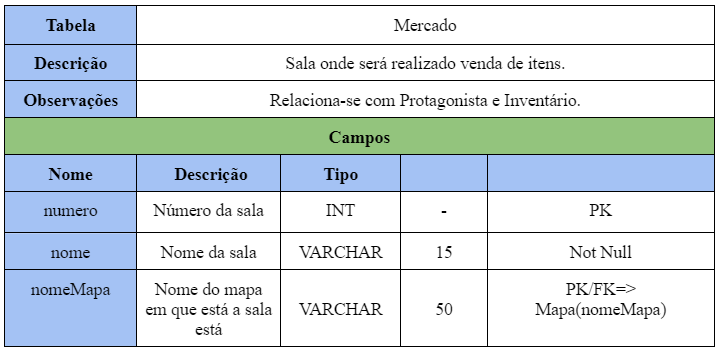 Tabela Mercado
Descrição Sala onde será realizado venda de itens.
Observações Relaciona-se com Protagonista e Inventário.
Campos
Nome Descrição Tipo
numero Número da sala INT - PK
nome Nome da sala VARCHAR 15 Not Null
nomeMapa Nome do mapa
em que está a sala
está VARCHAR 50 PK/FK=>
Mapa(nomeMapa)